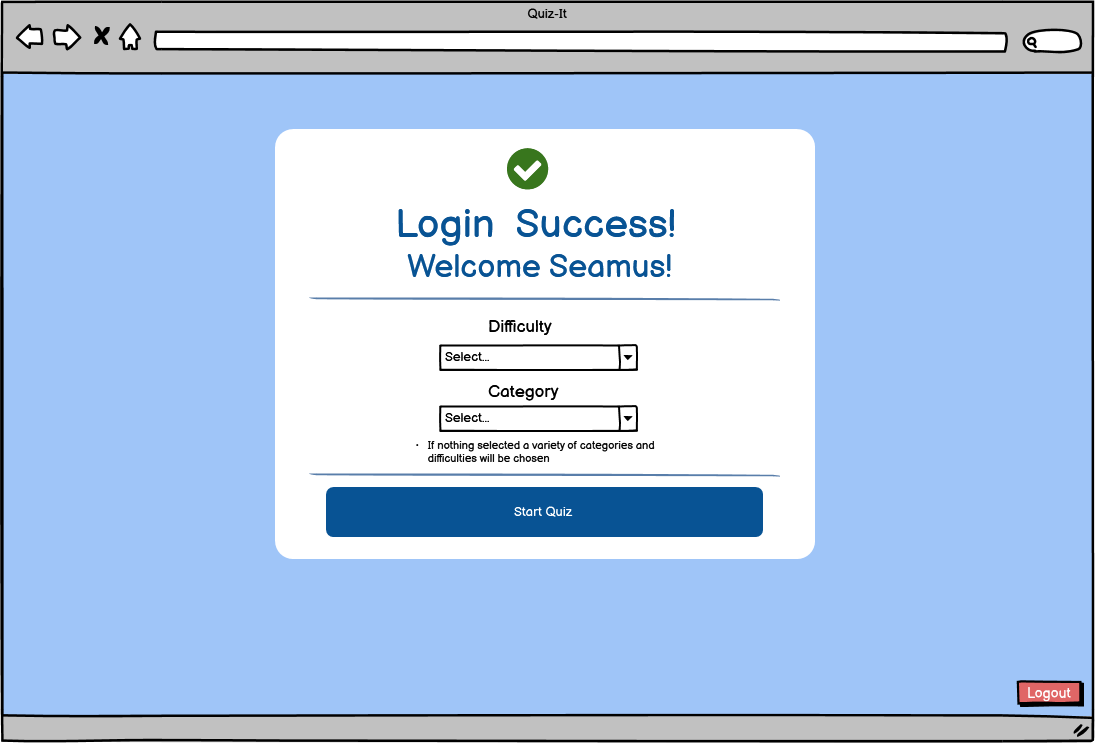 Quiz-It
Login Success!
Welcome Seamus!
Difficulty
Select...
Category
Select...
· If nothing selected a variety of categories and
difficulties will be chosen
Start Quiz
Logout